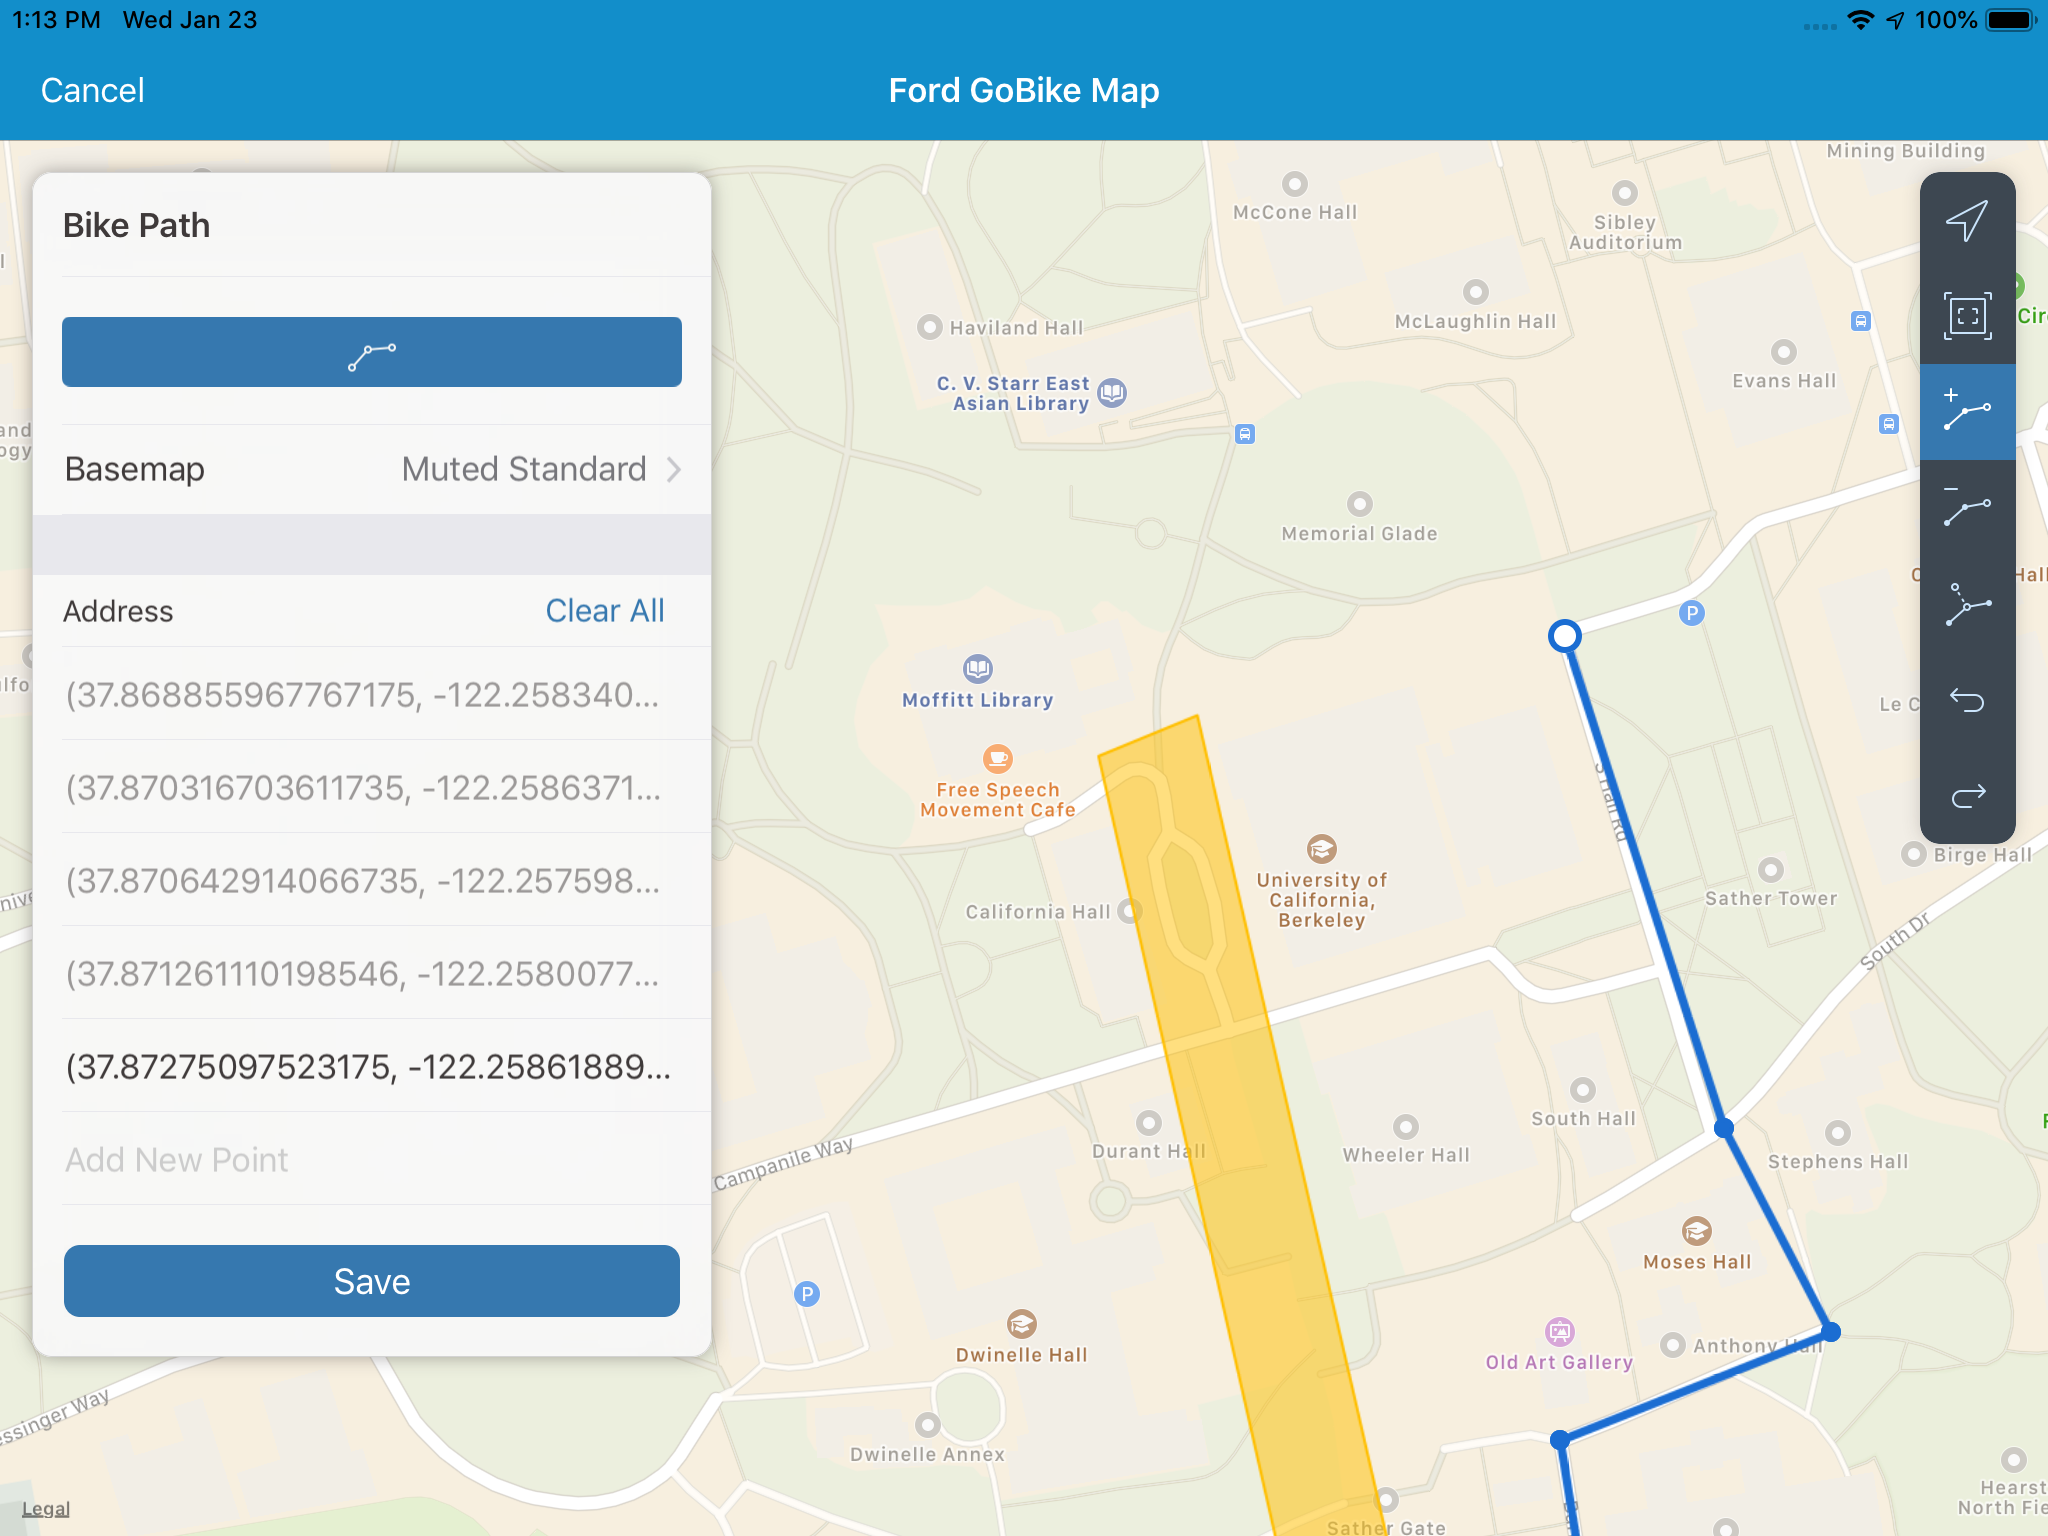 1:13 PM Wed Jan 23
100%
Cancel
Ford GoBike Map
Bike Path
Basemap
Muted Standard
Address
Clear All
(37.868855967767175, -122.258340...
(37.870316703611735, -122.2586371...
(37.870642914066735, -122.257598...
(37.871261110198546, -122.2580077...
(37.87275097523175, -122.25861889...
Add New Point
Save
Mining Building
McCone Hall
Sibley
Auditorium
Haviland Hall
McLaughlin Hall
C. V. Starr East
Asian Library
Evans Hall
Memorial Glade
P
Moffitt Library
Free Speech
Movement Cafe
University of
California,
Berkeley
California Hall
Sather Tower
Birge Hall
South Dr
Durant Hall
Wheeler Hall
South Hall
Stephens Hall
Campanile Way
Moses Hall
P
Dwinelle Hall
Old Art Gallery
Anthony Hall
Dwinelle Annex
Hearst
Sather Gate
Legal